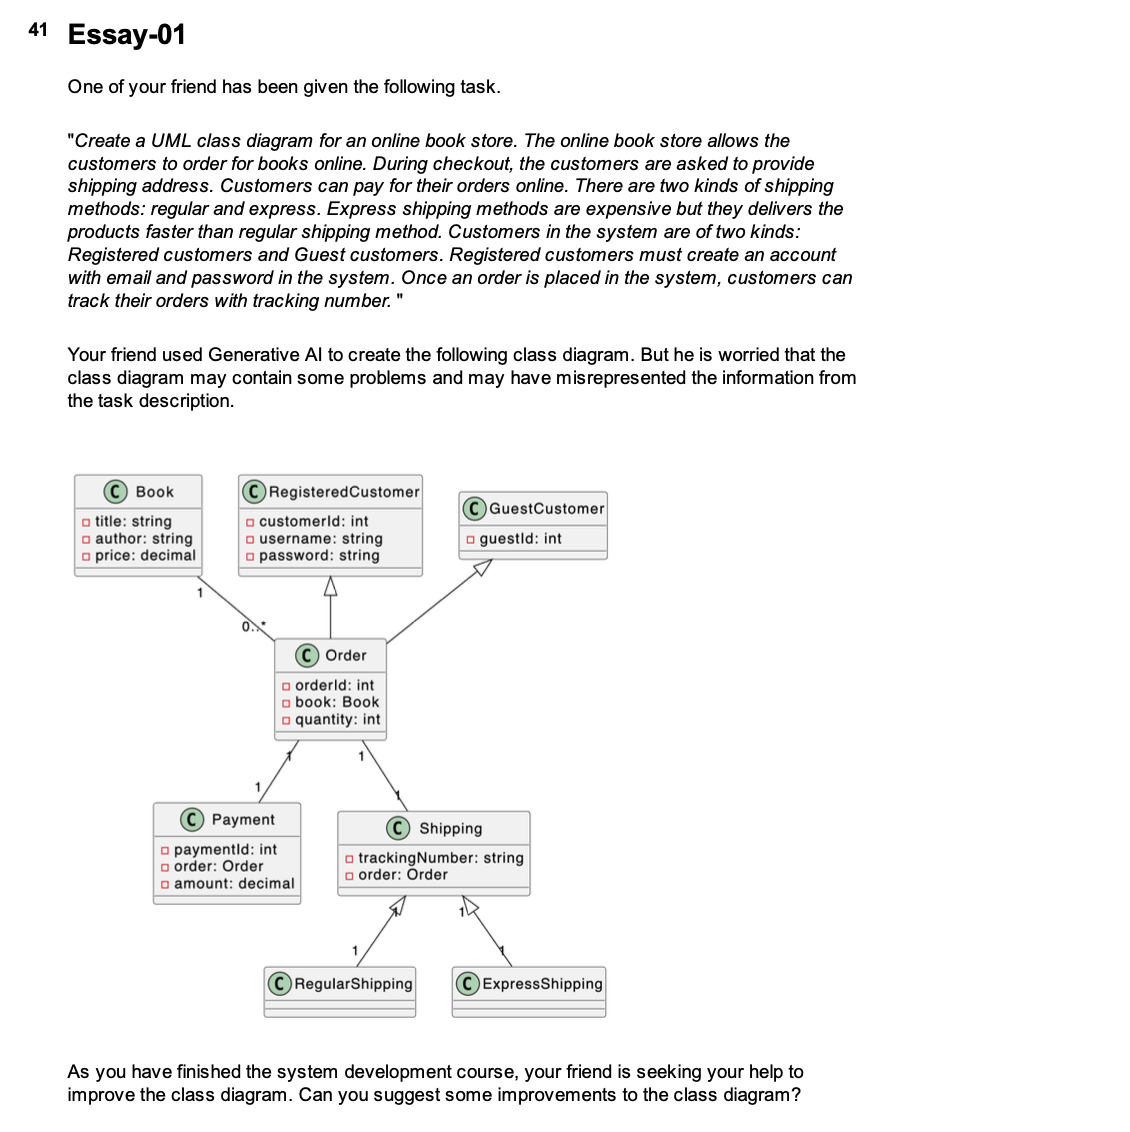 41 Essay-01
One of your friend has been given the following task.
"Create a UML class diagram for an online book store. The online book store allows the
customers to order for books online. During checkout, the customers are asked to provide
shipping address. Customers can pay for their orders online. There are two kinds of shipping
methods: regular and express. Express shipping methods are expensive but they delivers the
products faster than regular shipping method. Customers in the system are of two kinds:
Registered customers and Guest customers. Registered customers must create an account
with email and password in the system. Once an order is placed in the system, customers can
track their orders with tracking number. "
Your friend used Generative AI to create the following class diagram. But he is worried that the
class diagram may contain some problems and may have misrepresented the information from
the task description.
C Book
title: string
author: string
price: decimal
C RegisteredCustomer
customerId: int
username: string
password: string
C GuestCustomer
guestId: int
1
0..*
C Order
orderId: int
book: Book
quantity: int
1
1
1
1
C Payment
paymentId: int
order: Order
amount: decimal
C Shipping
trackingNumber: string
order: Order
1
1
1
1
C RegularShipping
C ExpressShipping
As you have finished the system development course, your friend is seeking your help to
improve the class diagram. Can you suggest some improvements to the class diagram?